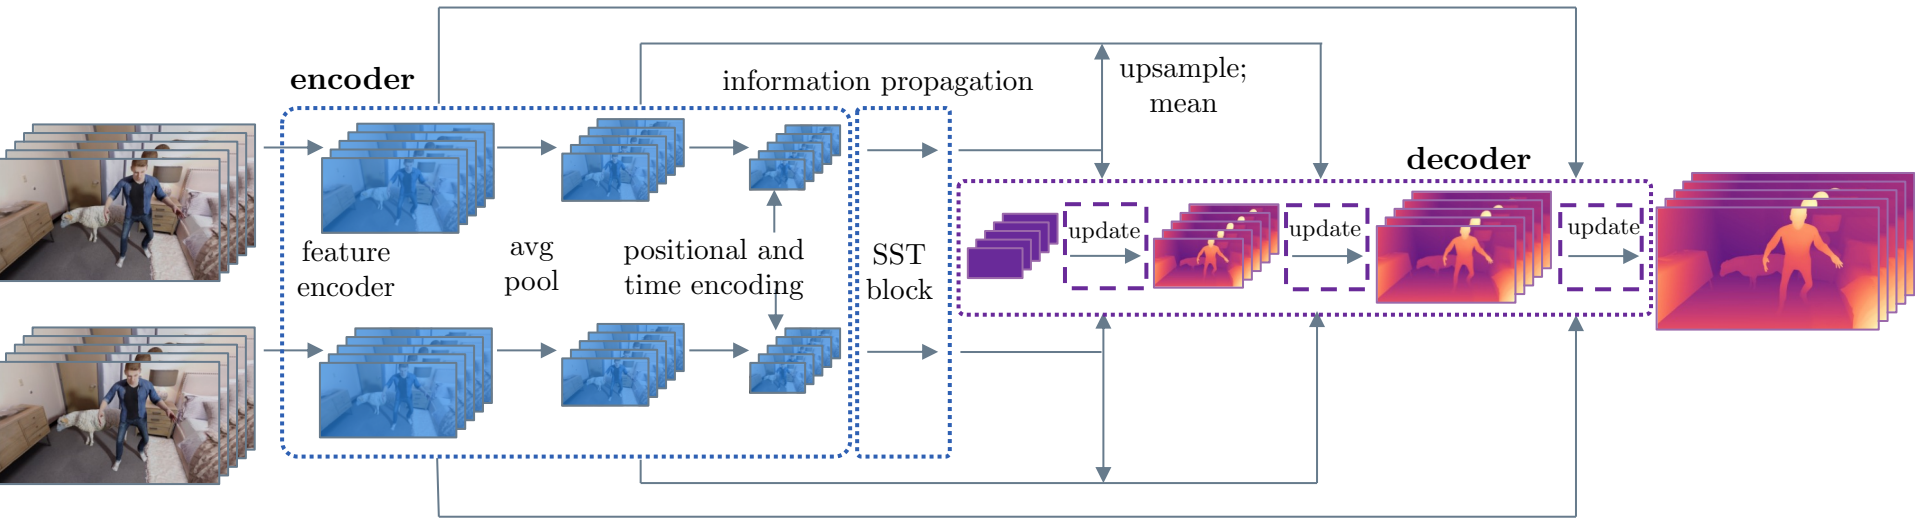 encoder
information propagation
upsample;
mean
decoder
feature
encoder
avg
pool
positional and
time encoding
SST
block
update
update
update